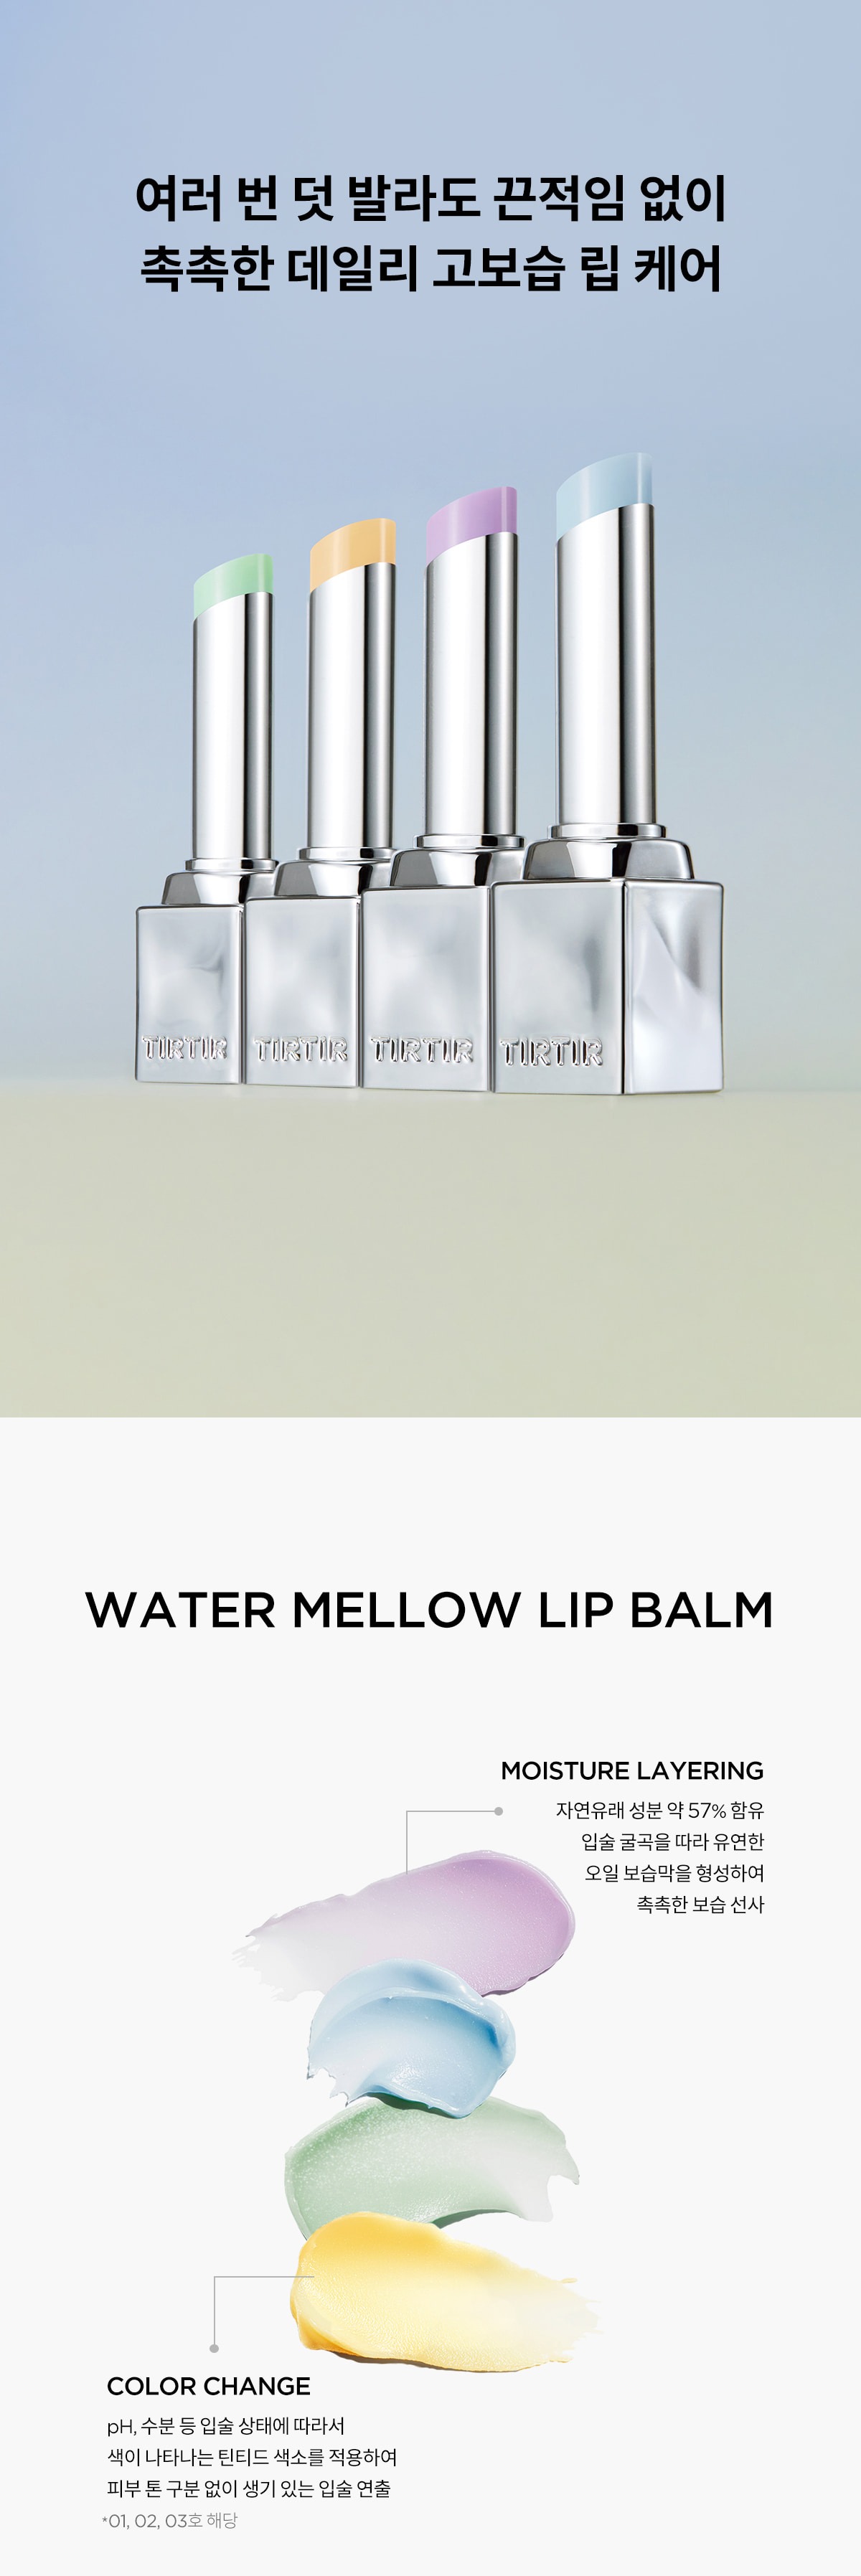 여러 번 덧 발라도 끈적임 없이
촉촉한 데일리 고보습 립 케어
TIRTIR TIRTIR TIRTIR TIRTIR
WATER MELLOW LIP BALM
MOISTURE LAYERING
자연유래 성분 약 57% 함유
입술 굴곡을 따라 유연한
오일 보습막을 형성하여
촉촉한 보습 선사
COLOR CHANGE
pH, 수분 등 입술 상태에 따라서
색이 나타나는 틴티드 색소를 적용하여
피부 톤 구분 없이 생기 있는 입술 연출
*01, 02, 03호 해당